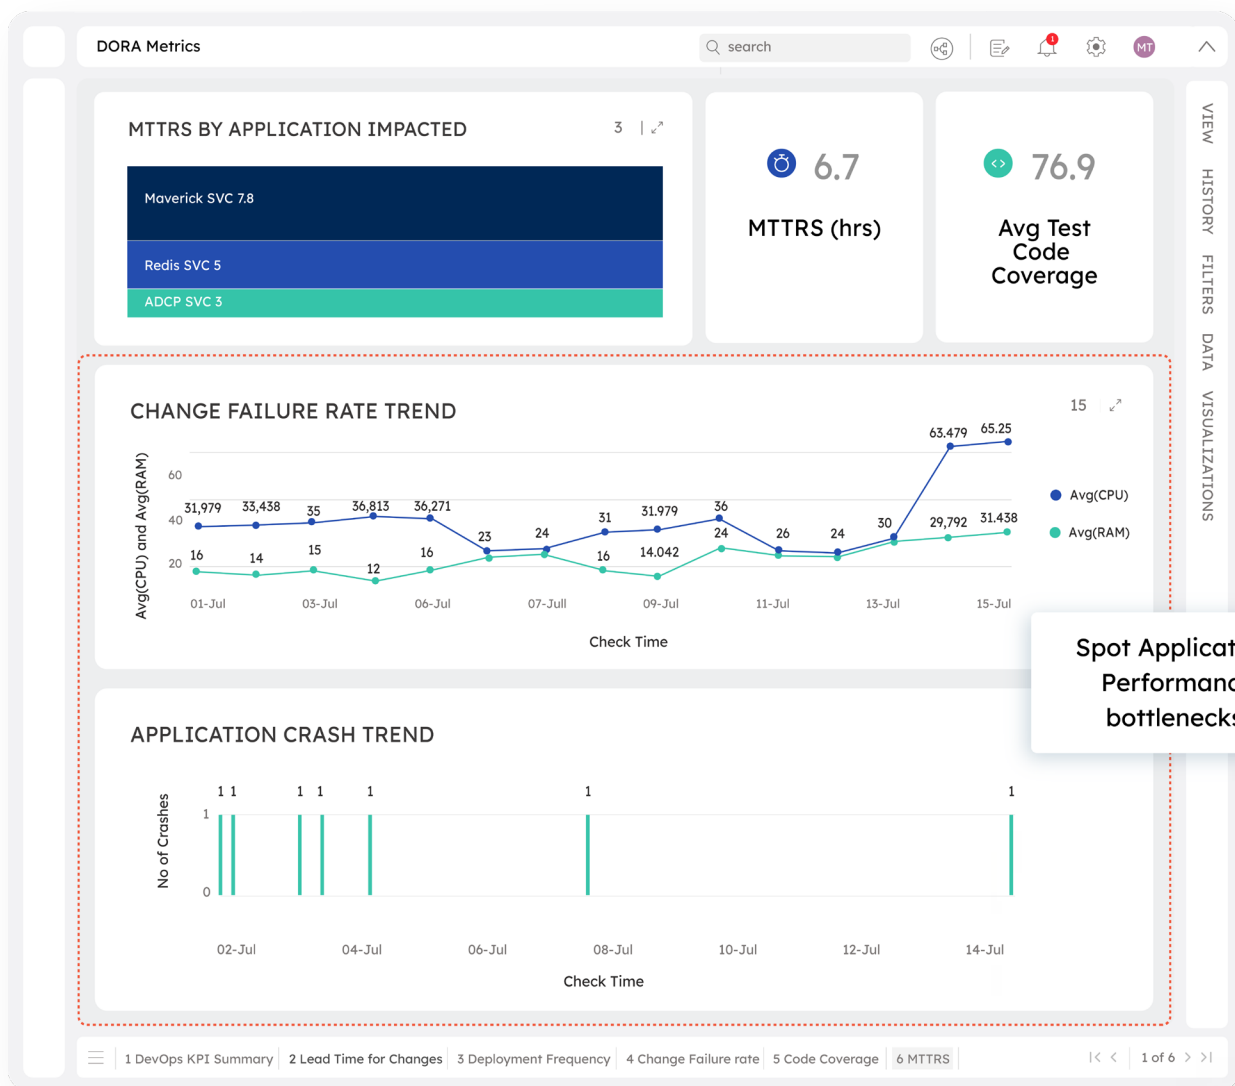 DORA Metrics
search
1
MT
MTTRS BY APPLICATION IMPACTED
3
Maverick SVC 7.8
Redis SVC 5
ADCP SVC 3
6.7
MTTRS (hrs)
76.9
Avg Test
Code
Coverage
VIEW
HISTORY
FILTERS
DATA
VISUALIZATIONS
CHANGE FAILURE RATE TREND
15
Avg(CPU) and Avg(RAM)
60
40
20
31,979 33,438 35 36,813 36,271 23 24 31 31.979 36 26 24 30 63.479 65.25
16 14 15 12 16 16 14.042 24 29,792 31.438
Avg(CPU)
Avg(RAM)
01-Jul 03-Jul 06-Jul 07-Jull 09-Jul 11-Jul 13-Jul 15-Jul
Check Time
Spot Applicat
Performanc
bottlenecks
APPLICATION CRASH TREND
No of Crashes
1 1 1 1 1 1 1
1
0
02-Jul 04-Jul 06-Jul 08-Jul 10-Jul 12-Jul 14-Jul
Check Time
1 DevOps KPI Summary 2 Lead Time for Changes 3 Deployment Frequency 4 Change Failure rate 5 Code Coverage 6 MTTRS
1 of 6